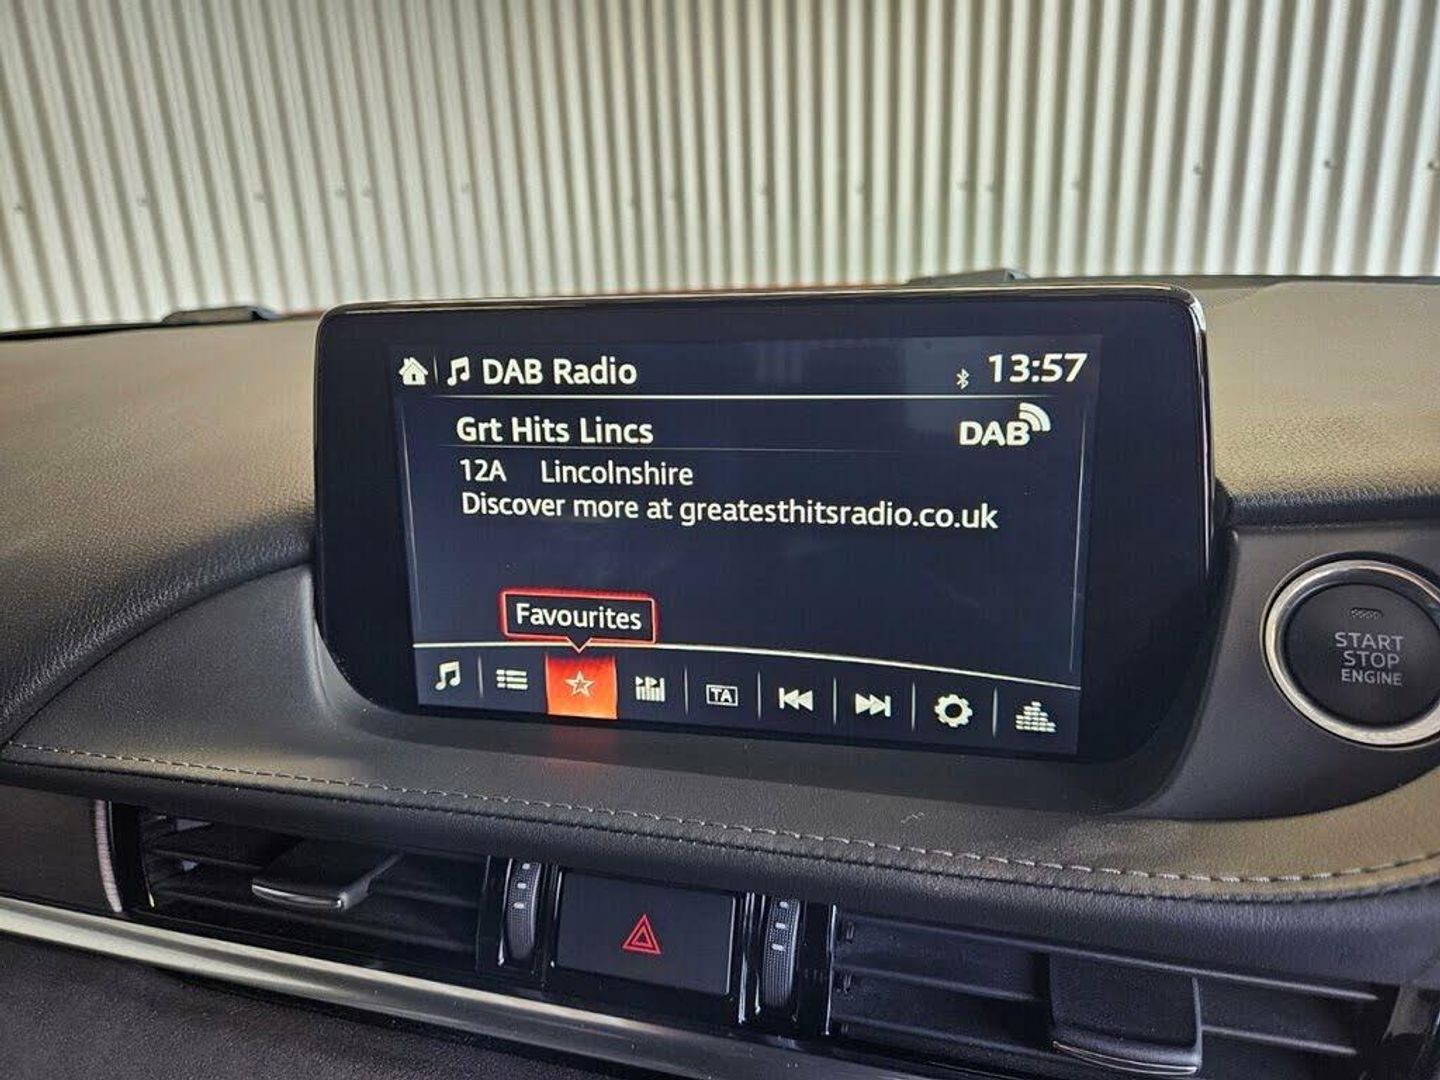 DAB Radio 13:57
Grt Hits Lincs DAB
12A Lincolnshire
Discover more at greatesthitsradio.co.uk
Favourites
TA
START
STOP
ENGINE